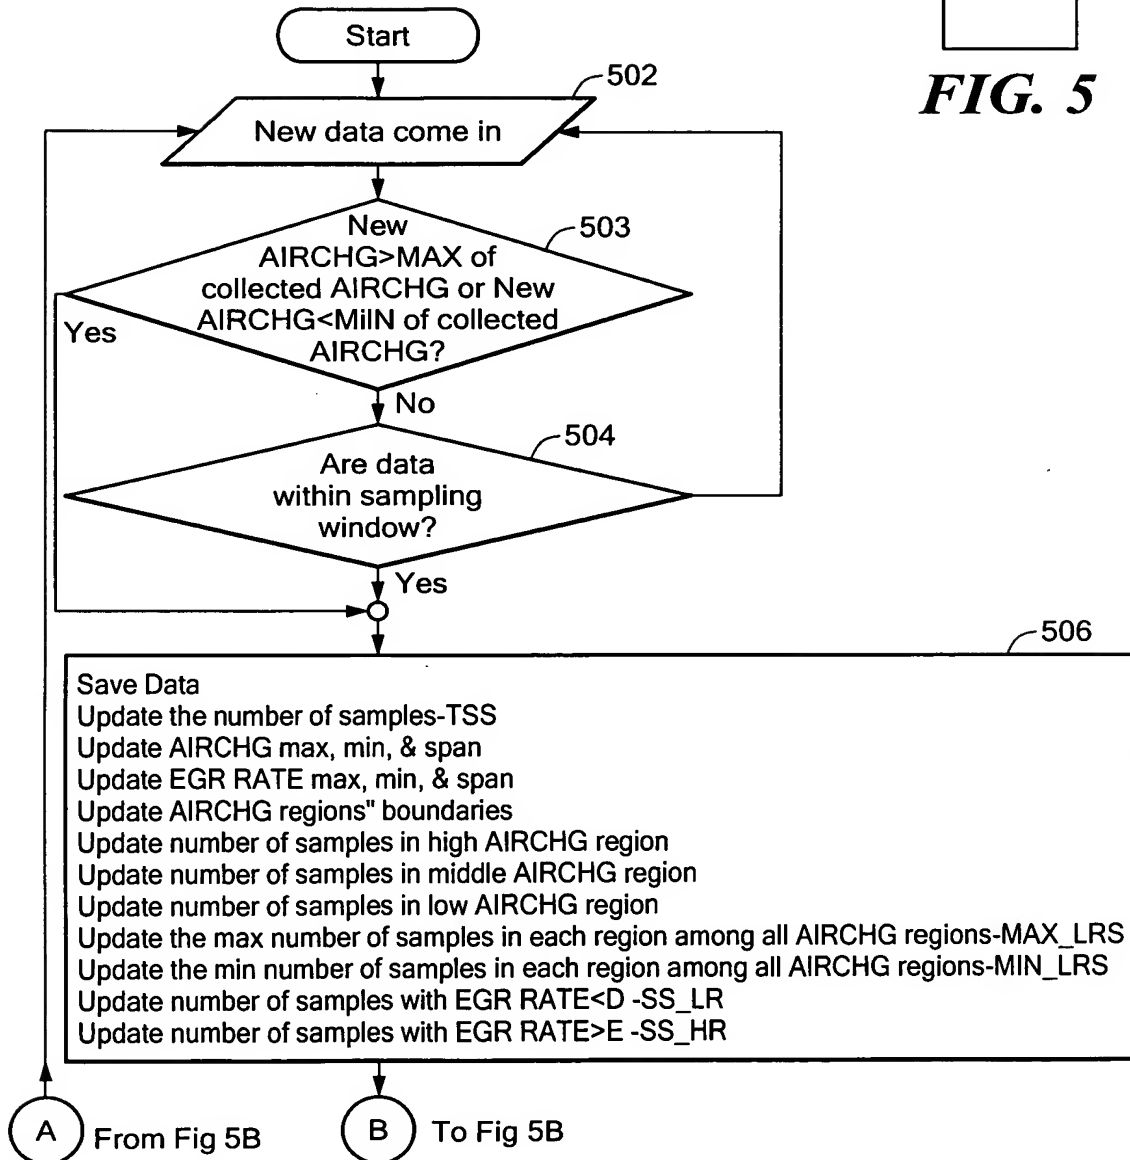 Start
502
FIG. 5
New data come in
New
AIRCHG>MAX of
collected AIRCHG or New
AIRCHG<MiIN of collected
AIRCHG?
503
Yes
No
504
Are data
within sampling
window?
Yes
506
Save Data
Update the number of samples-TSS
Update AIRCHG max, min, & span
Update EGR RATE max, min, & span
Update AIRCHG regions" boundaries
Update number of samples in high AIRCHG region
Update number of samples in middle AIRCHG region
Update number of samples in low AIRCHG region
Update the max number of samples in each region among all AIRCHG regions-MAX_LRS
Update the min number of samples in each region among all AIRCHG regions-MIN_LRS
Update number of samples with EGR RATE<D -SS_LR
Update number of samples with EGR RATE>E -SS_HR
A From Fig 5B
B To Fig 5B